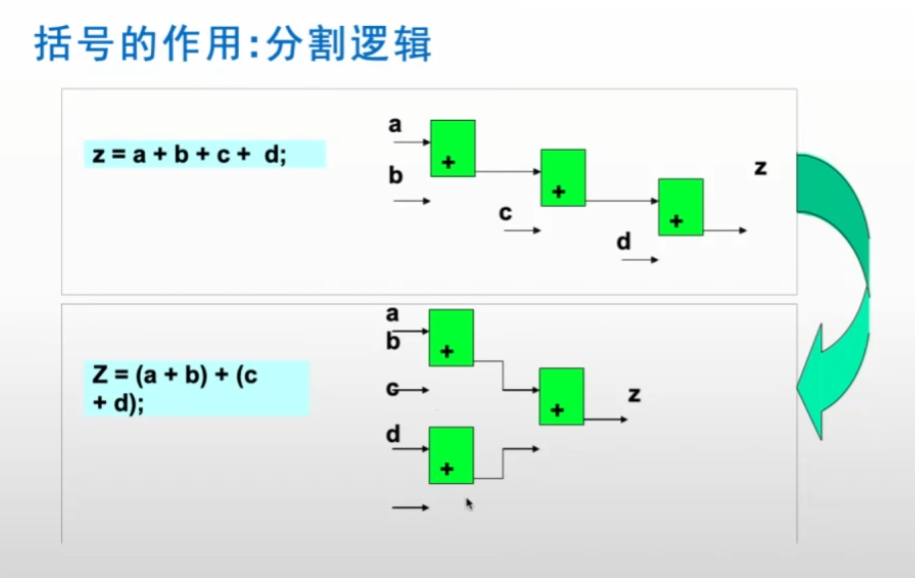 括号的作用:分割逻辑
z = a + b + c + d;
a
+
b
+
c
z
+
d
Z = (a + b) + (c
+ d);
a
+
b
c
+
z
d
+